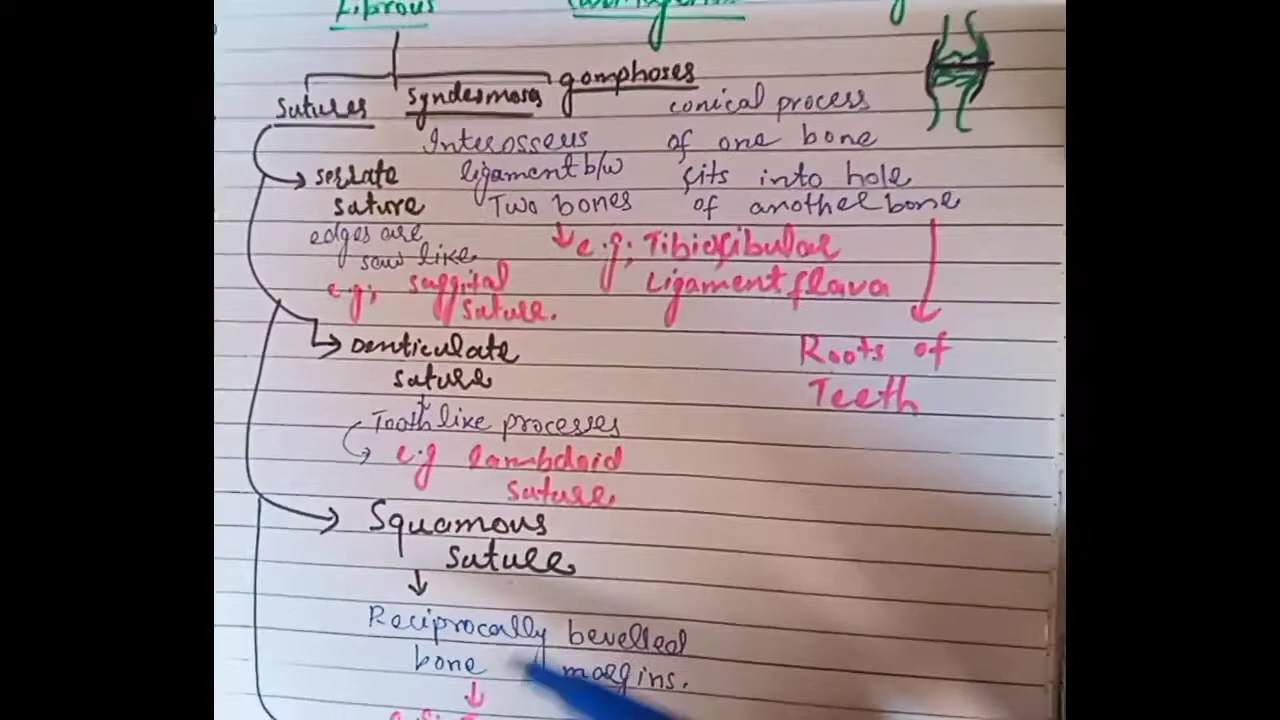 Fibrous
Sutures
Syndesmoses
gomphoses
Interosseus
ligament b/w
Two bones
conical process
of one bone
fits into hole
of another bone
serrate
suture
edges are
saw like
e.g; saggital
suture.
↓ e.g; Tibiofibular
Ligament flava
Roots of
Teeth
Denticulate
suture
Tooth like processes
e.g lambdoid
suture
Squamous
suture
↓
Reciprocally bevelled
bone margins.
↓